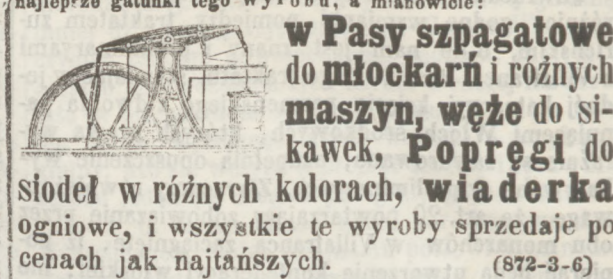 najlepsze gatunki tego wyrobu, a mianowicie:
w Pasy szpagatowe
do młockarń i różnych
maszyn, węże do si-
kawek, Popręgi do
siodeł w różnych kolorach, wiaderka
ogniowe, i wszystkie te wyroby sprzedaje po
cenach jak najtańszych. (872-3-6)